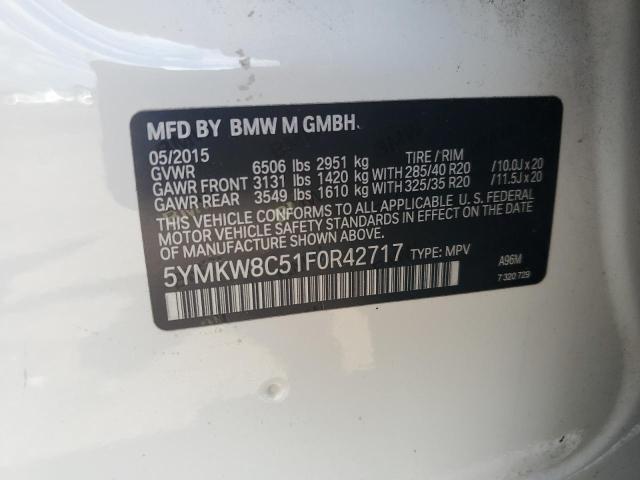 MFD BY BMW M GMBH.
05/2015
GVWR 6506 lbs 2951 kg TIRE / RIM
GAWR FRONT 3131 lbs 1420 kg WITH 285/40 R20 /10.0J x 20
GAWR REAR 3549 lbs 1610 kg WITH 325/35 R20 /11.5J x 20
THIS VEHICLE CONFORMS TO ALL APPLICABLE U.S. FEDERAL
MOTOR VEHICLE SAFETY STANDARDS IN EFFECT ON THE DATE
OF MANUFACTURE SHOWN ABOVE.
5YMKW8C51F0R42717 TYPE: MPV A96M
7 320 729